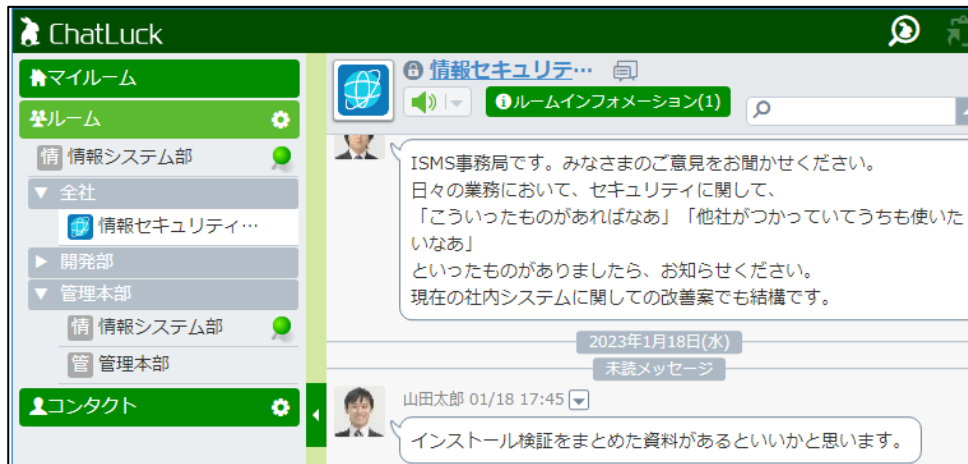 ChatLuck
マイルーム
ルーム
情 情報システム部
▼ 全社
情報セキュリティ…
▶ 開発部
▼ 管理本部
情 情報システム部
管 管理本部
コンタクト
情報セキュリテ…
ルームインフォメーション(1)
ISMS事務局です。みなさまのご意見をお聞かせください。
日々の業務において、セキュリティに関して、
「こういったものがあればなあ」「他社がつかっていてうちも使いた
いなあ」
といったものがありましたら、お知らせください。
現在の社内システムに関しての改善案でも結構です。
2023年1月18日(水)
未読メッセージ
山田太郎 01/18 17:45
インストール検証をまとめた資料があるといいかと思います。